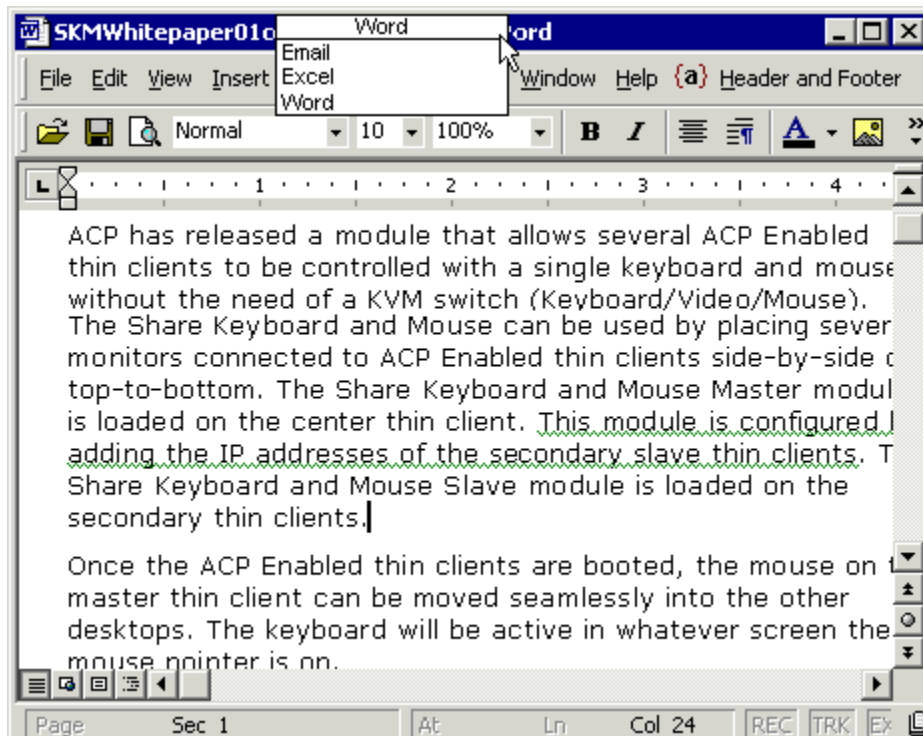 SKMWhitepaper01o Word ord
Email
Excel
Word
File Edit View Insert Window Help {a} Header and Footer
Normal 10 100% B I A
1 2 3 4
ACP has released a module that allows several ACP Enabled
thin clients to be controlled with a single keyboard and mouse
without the need of a KVM switch (Keyboard/Video/Mouse).
The Share Keyboard and Mouse can be used by placing sever
monitors connected to ACP Enabled thin clients side-by-side
top-to-bottom. The Share Keyboard and Mouse Master modul
is loaded on the center thin client. This module is configured
adding the IP addresses of the secondary slave thin clients. T
Share Keyboard and Mouse Slave module is loaded on the
secondary thin clients.
Once the ACP Enabled thin clients are booted, the mouse on
master thin client can be moved seamlessly into the other
desktops. The keyboard will be active in whatever screen the
mouse pointer is on.
Page Sec 1 At Ln Col 24 REC TRK EX